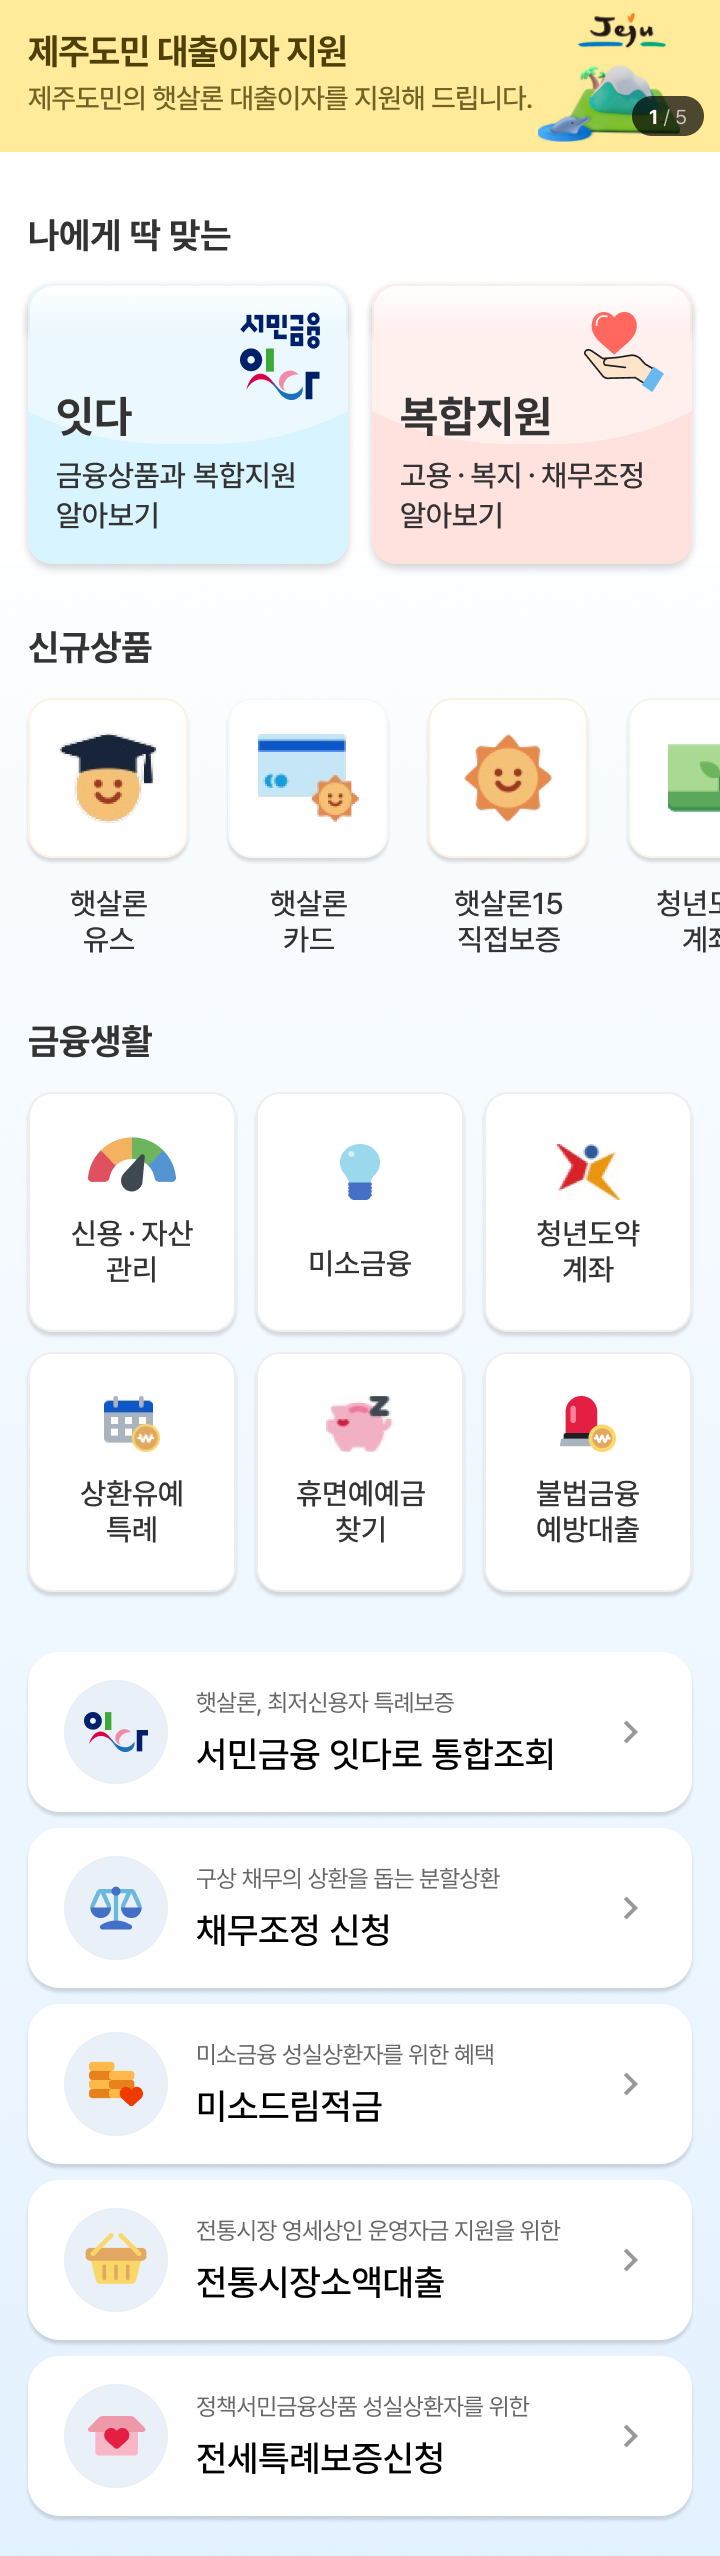 제주도민 대출이자 지원
제주도민의 햇살론 대출이자를 지원해 드립니다.
Jeju
1 / 5
나에게 딱 맞는
서민금융
잇다
잇다
금융상품과 복합지원
알아보기
복합지원
고용·복지·채무조정
알아보기
신규상품
햇살론
유스
햇살론
카드
햇살론15
직접보증
청년도
계좌
금융생활
신용·자산
관리
미소금융
청년도약
계좌
상환유예
특례
휴면예예금
찾기
불법금융
예방대출
잇다
햇살론, 최저신용자 특례보증
서민금융 잇다로 통합조회
구상 채무의 상환을 돕는 분할상환
채무조정 신청
미소금융 성실상환자를 위한 혜택
미소드림적금
전통시장 영세상인 운영자금 지원을 위한
전통시장소액대출
정책서민금융상품 성실상환자를 위한
전세특례보증신청